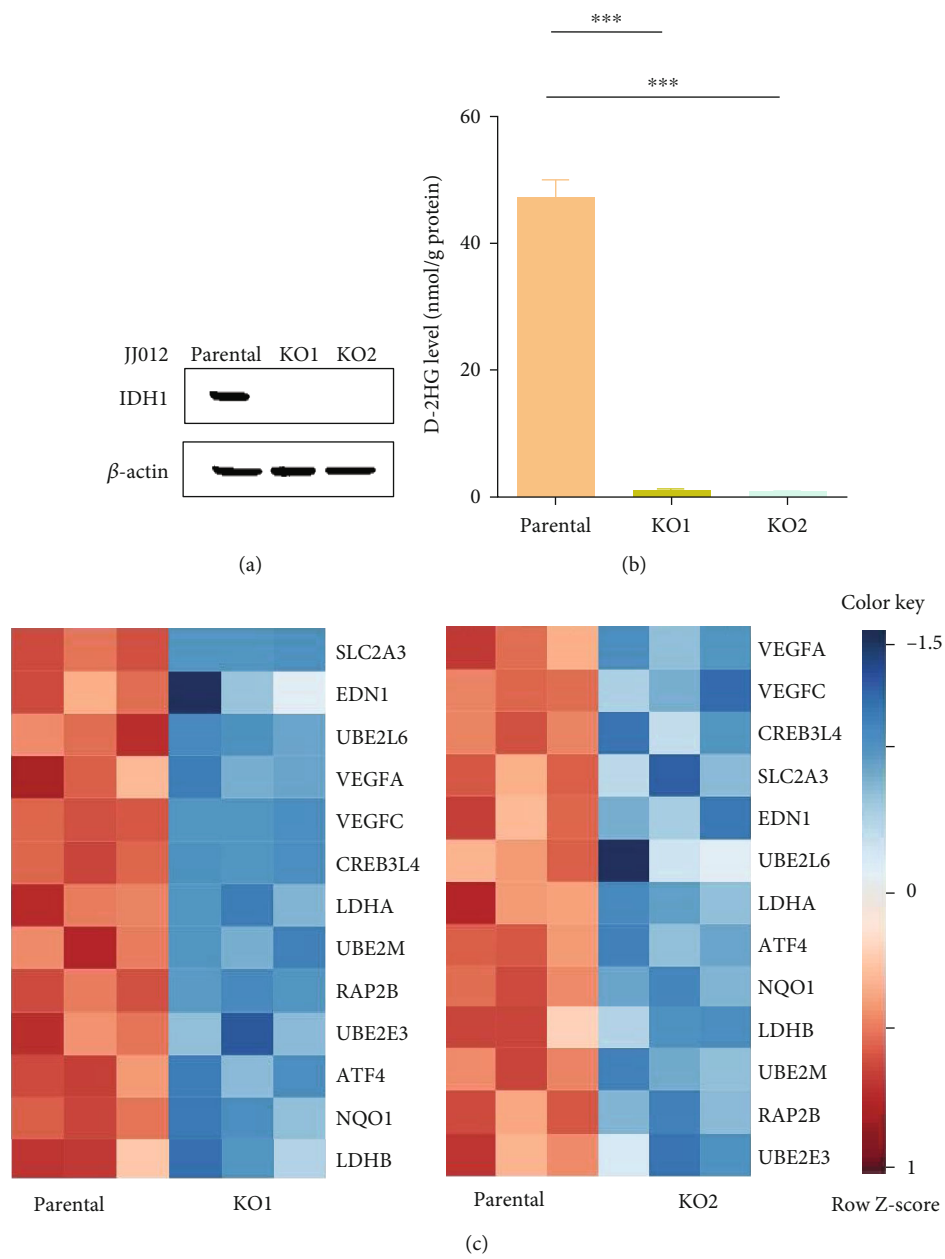 JJ012 Parental KO1 KO2
IDH1
β-actin
(a)
***
***
D-2HG level (nmol/g protein)
60
40
20
0
Parental KO1 KO2
(b)
SLC2A3
EDN1
UBE2L6
VEGFA
VEGFC
CREB3L4
LDHA
UBE2M
RAP2B
UBE2E3
ATF4
NQO1
LDHB
Parental KO1
VEGFA
VEGFC
CREB3L4
SLC2A3
EDN1
UBE2L6
LDHA
ATF4
NQO1
LDHB
UBE2M
RAP2B
UBE2E3
Parental KO2
Color key
–1.5
0
1
Row Z-score
(c)